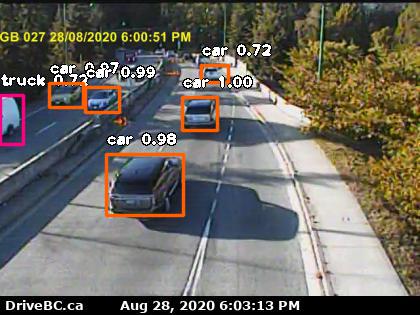 GB 027 28/08/2020 6:00:51 PM
car 0.72
car 0.97
car 0.99
truck 0.73
car 1.00
car 0.98
DriveBC.ca
Aug 28, 2020 6:03:13 PM